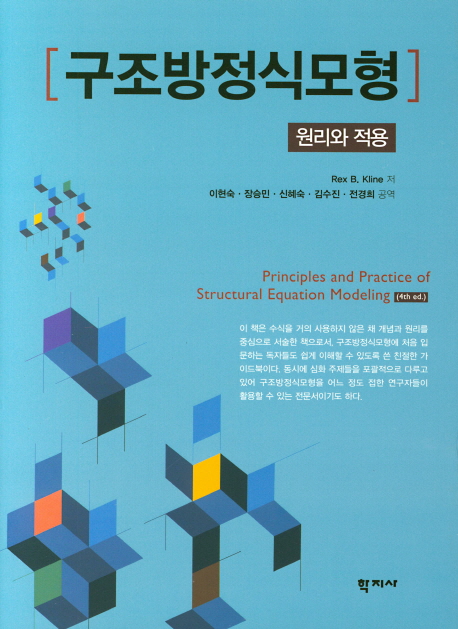 [ 구조방정식모형 ]
원리와 적용
Rex B. Kline 저
이현숙 · 장승민 · 신혜숙 · 김수진 · 전경희 공역
Principles and Practice of
Structural Equation Modeling (4th ed.)
이 책은 수식을 거의 사용하지 않은 채 개념과 원리를
중심으로 서술한 책으로서, 구조방정식모형에 처음 입
문하는 독자들도 쉽게 이해할 수 있도록 쓴 친절한 가
이드북이다. 동시에 심화 주제들을 포괄적으로 다루고
있어 구조방정식모형을 어느 정도 접한 연구자들이
활용할 수 있는 전문서이기도 하다.
학지사